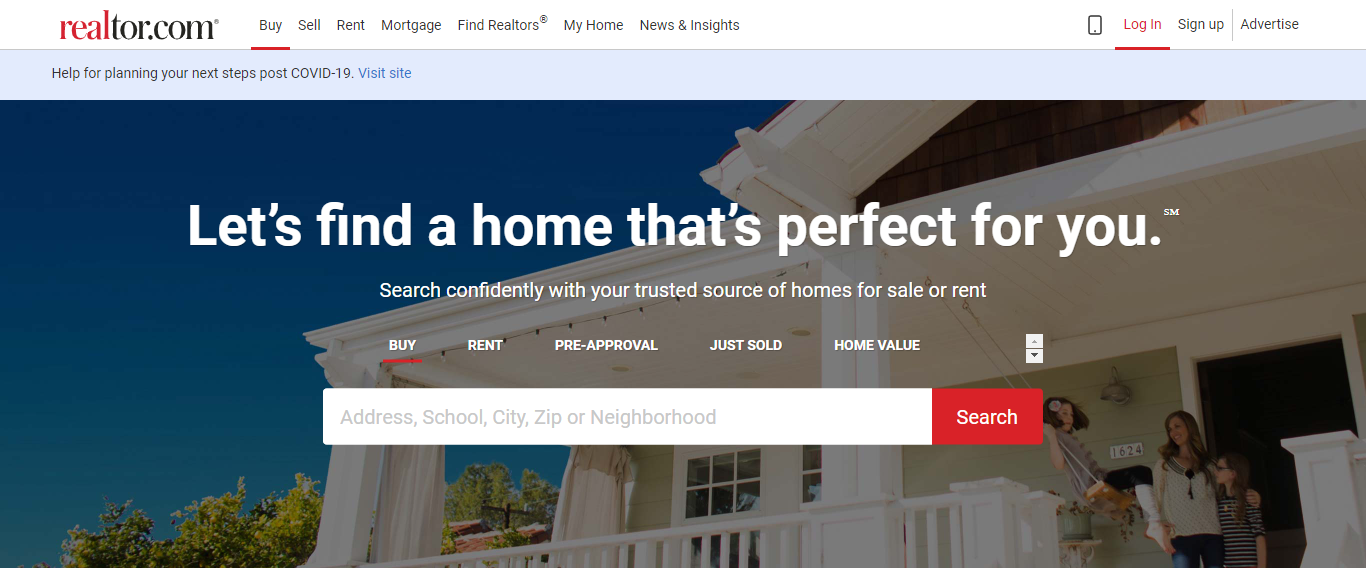 realtor.com® Buy Sell Rent Mortgage Find Realtors® My Home News & Insights Log In Sign up Advertise
Help for planning your next steps post COVID-19. Visit site
Let's find a home that's perfect for you.℠
Search confidently with your trusted source of homes for sale or rent
BUY RENT PRE-APPROVAL JUST SOLD HOME VALUE
Address, School, City, Zip or Neighborhood Search
1624